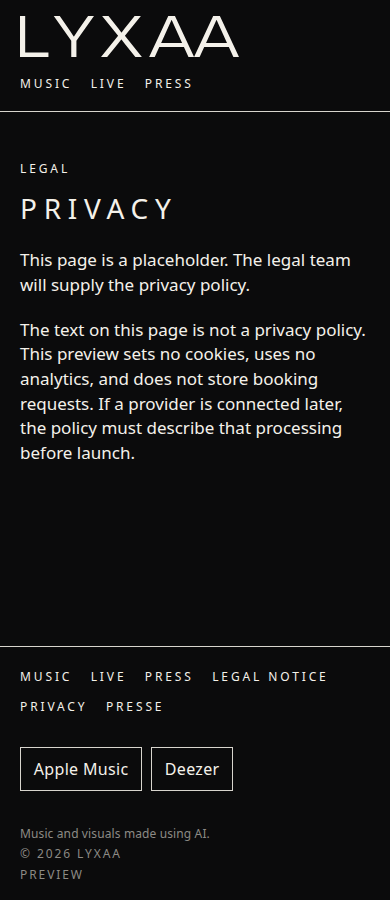 LYXAA
MUSIC LIVE PRESS
LEGAL
PRIVACY
This page is a placeholder. The legal team
will supply the privacy policy.
The text on this page is not a privacy policy.
This preview sets no cookies, uses no
analytics, and does not store booking
requests. If a provider is connected later,
the policy must describe that processing
before launch.
MUSIC LIVE PRESS LEGAL NOTICE
PRIVACY PRESSE
Apple Music Deezer
Music and visuals made using AI.
© 2026 LYXAA
PREVIEW